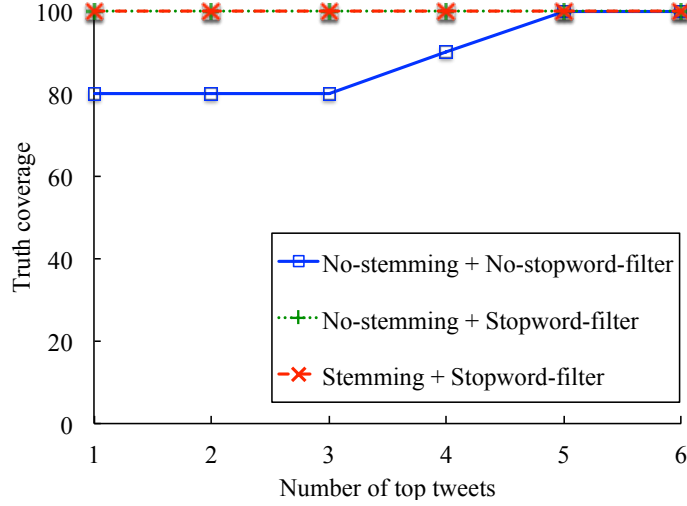 100
80
60
40
20
0
Truth coverage
No-stemming + No-stopword-filter
No-stemming + Stopword-filter
Stemming + Stopword-filter
1 2 3 4 5 6
Number of top tweets